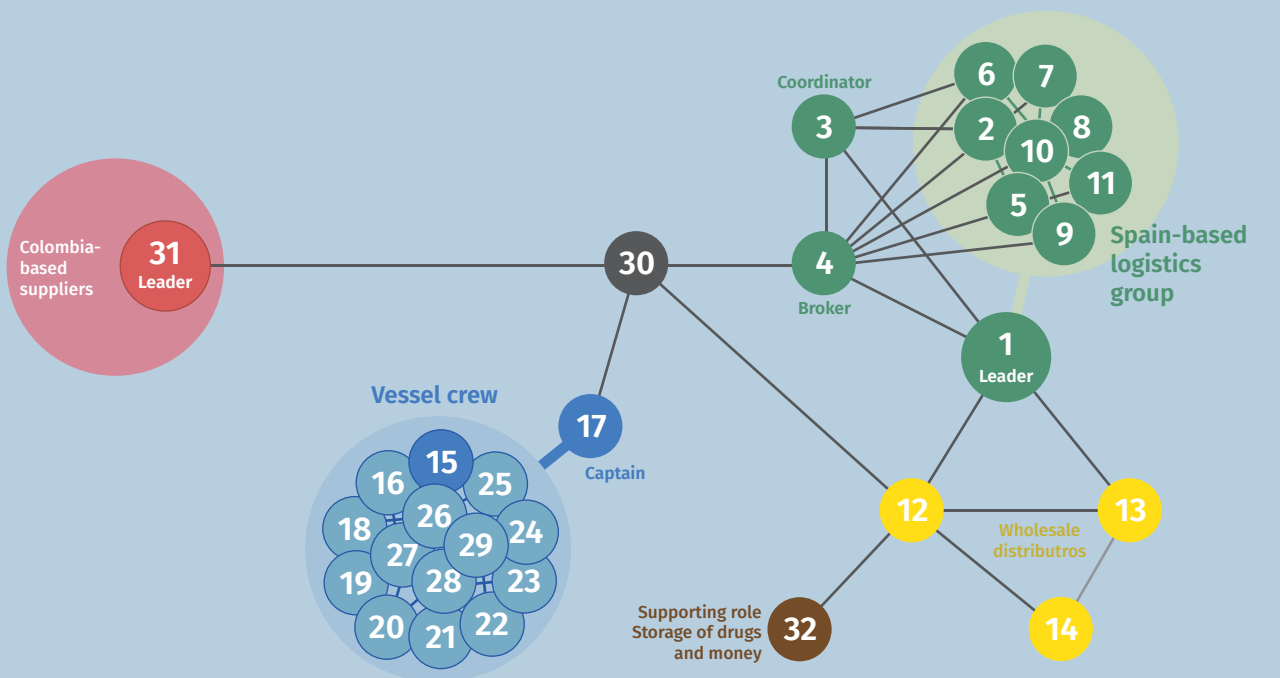 Colombia-
based
suppliers
31
Leader
30
Coordinator
3
4
Broker
6
7
2
8
10
11
5
9
Spain-based
logistics
group
1
Leader
Vessel crew
17
Captain
15
16
25
26
18
24
29
27
19
28
23
20
21
22
12
13
Wholesale
distributros
14
Supporting role
Storage of drugs
and money
32